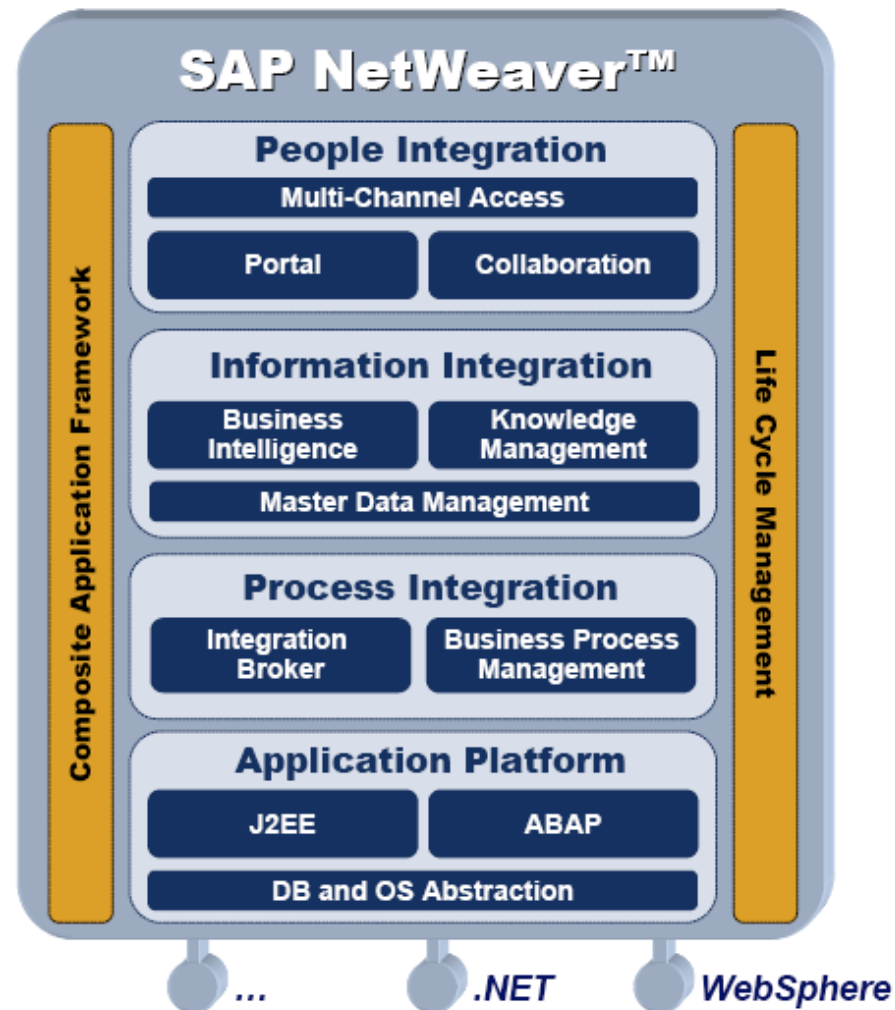 SAP NetWeaver™
Composite Application Framework
People Integration
Multi-Channel Access
Portal
Collaboration
Information Integration
Business
Intelligence
Knowledge
Management
Master Data Management
Process Integration
Integration
Broker
Business Process
Management
Application Platform
J2EE
ABAP
DB and OS Abstraction
Life Cycle Management
...
.NET
WebSphere